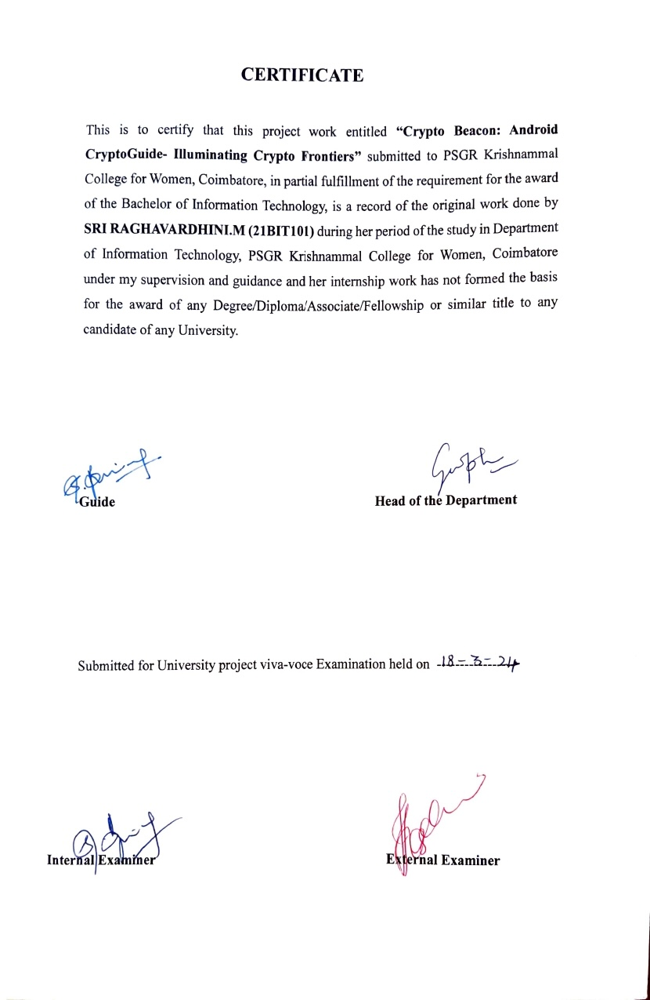 CERTIFICATE
This is to certify that this project work entitled “Crypto Beacon: Android
CryptoGuide- Illuminating Crypto Frontiers” submitted to PSGR Krishnammal
College for Women, Coimbatore, in partial fulfillment of the requirement for the award
of the Bachelor of Information Technology, is a record of the original work done by
SRI RAGHAVARDHINI.M (21BIT101) during her period of the study in Department
of Information Technology, PSGR Krishnammal College for Women, Coimbatore
under my supervision and guidance and her internship work has not formed the basis
for the award of any Degree/Diploma/Associate/Fellowship or similar title to any
candidate of any University.
Guide
Head of the Department
Submitted for University project viva-voce Examination held on 18-3-24
Internal Examiner
External Examiner